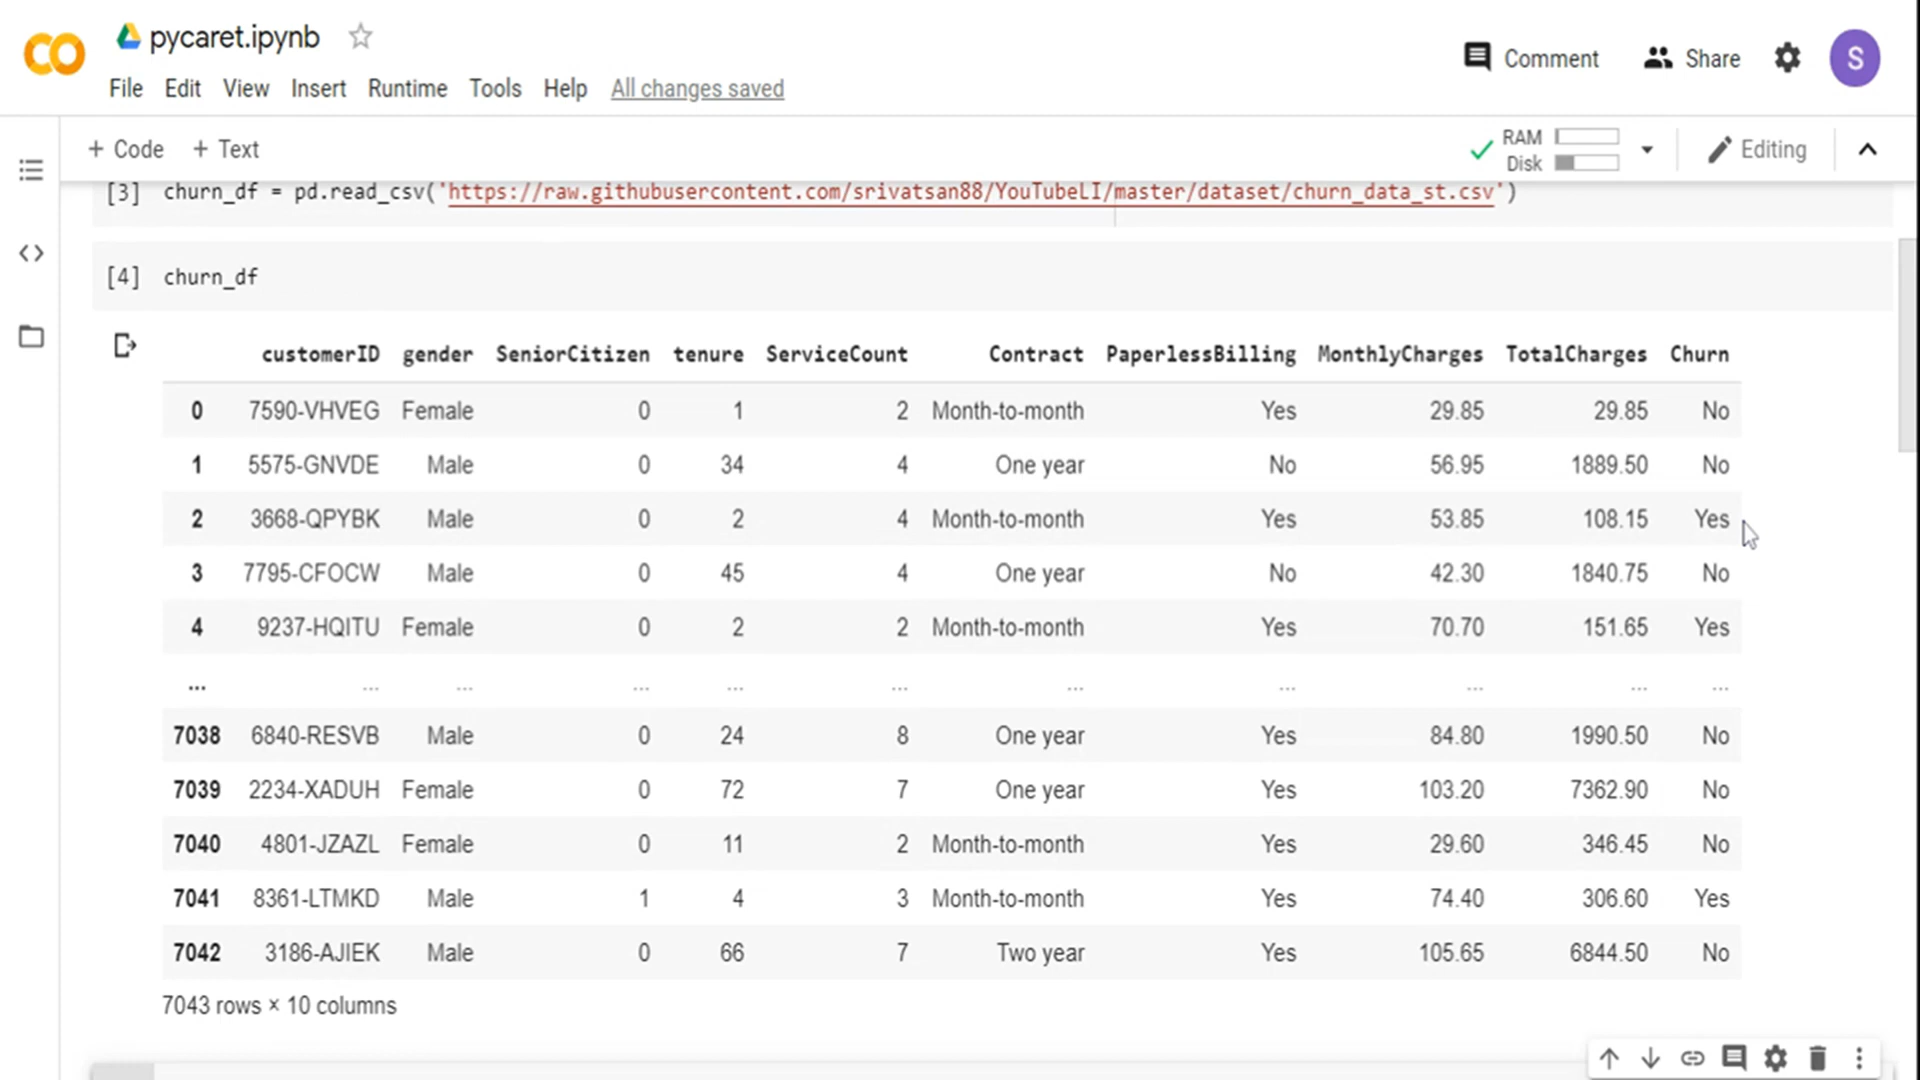 pycaret.ipynb
Comment Share S
File Edit View Insert Runtime Tools Help All changes saved
+ Code + Text RAM Disk Editing
[3] churn_df = pd.read_csv('https://raw.githubusercontent.com/srivatsan88/YouTubeLI/master/dataset/churn_data_st.csv')
[4] churn_df
customerID gender SeniorCitizen tenure ServiceCount Contract PaperlessBilling MonthlyCharges TotalCharges Churn
0 7590-VHVEG Female 0 1 2 Month-to-month Yes 29.85 29.85 No
1 5575-GNVDE Male 0 34 4 One year No 56.95 1889.50 No
2 3668-QPYBK Male 0 2 4 Month-to-month Yes 53.85 108.15 Yes
3 7795-CFOCW Male 0 45 4 One year No 42.30 1840.75 No
4 9237-HQITU Female 0 2 2 Month-to-month Yes 70.70 151.65 Yes
... ... ... ... ... ... ... ... ... ... ...
7038 6840-RESVB Male 0 24 8 One year Yes 84.80 1990.50 No
7039 2234-XADUH Female 0 72 7 One year Yes 103.20 7362.90 No
7040 4801-JZAZL Female 0 11 2 Month-to-month Yes 29.60 346.45 No
7041 8361-LTMKD Male 1 4 3 Month-to-month Yes 74.40 306.60 Yes
7042 3186-AJIEK Male 0 66 7 Two year Yes 105.65 6844.50 No
7043 rows × 10 columns